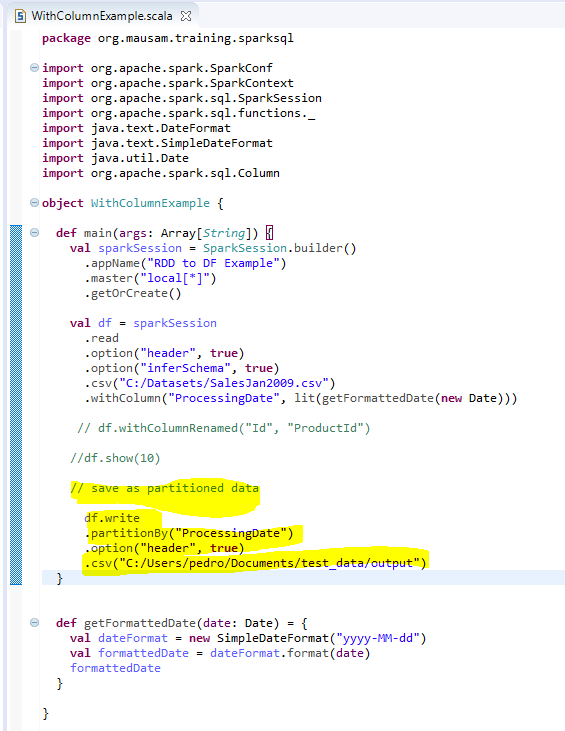 WithColumnExample.scala
package org.mausam.training.sparksql
import org.apache.spark.SparkConf
import org.apache.spark.SparkContext
import org.apache.spark.sql.SparkSession
import org.apache.spark.sql.functions._
import java.text.DateFormat
import java.text.SimpleDateFormat
import java.util.Date
import org.apache.spark.sql.Column
object WithColumnExample {
def main(args: Array[String]) {
val sparkSession = SparkSession.builder()
.appName("RDD to DF Example")
.master("local[*]")
.getOrCreate()
val df = sparkSession
.read
.option("header", true)
.option("inferSchema", true)
.csv("C:/Datasets/SalesJan2009.csv")
.withColumn("ProcessingDate", lit(getFormattedDate(new Date)))
// df.withColumnRenamed("Id", "ProductId")
//df.show(10)
// save as partitioned data
df.write
.partitionBy("ProcessingDate")
.option("header", true)
.csv("C:/Users/pedro/Documents/test_data/output")
}
def getFormattedDate(date: Date) = {
val dateFormat = new SimpleDateFormat("yyyy-MM-dd")
val formattedDate = dateFormat.format(date)
formattedDate
}
}